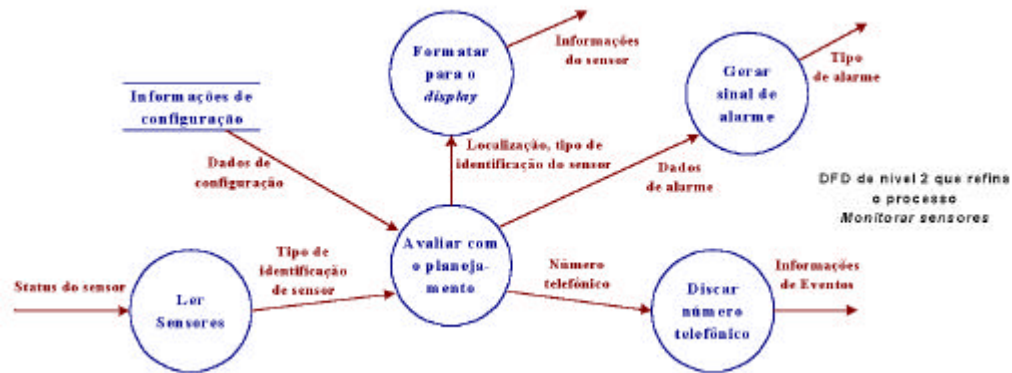 Formatar
para o
display
Informações
do sensor
Gerar
sinal de
alarme
Tipo
de alarme
Informações de
configuração
Dados de
configuração
Localização, tipo de
identificação do sensor
Dados
de alarme
DFD de nivel 2 que refina
o processo
Monitorar sensores
Status do sensor
Ler
Sensores
Tipo de
identificação
de sensor
Avaliar com
o planeja-
mento
Número
telefónico
Discar
número
telefônico
Informações
de Eventos